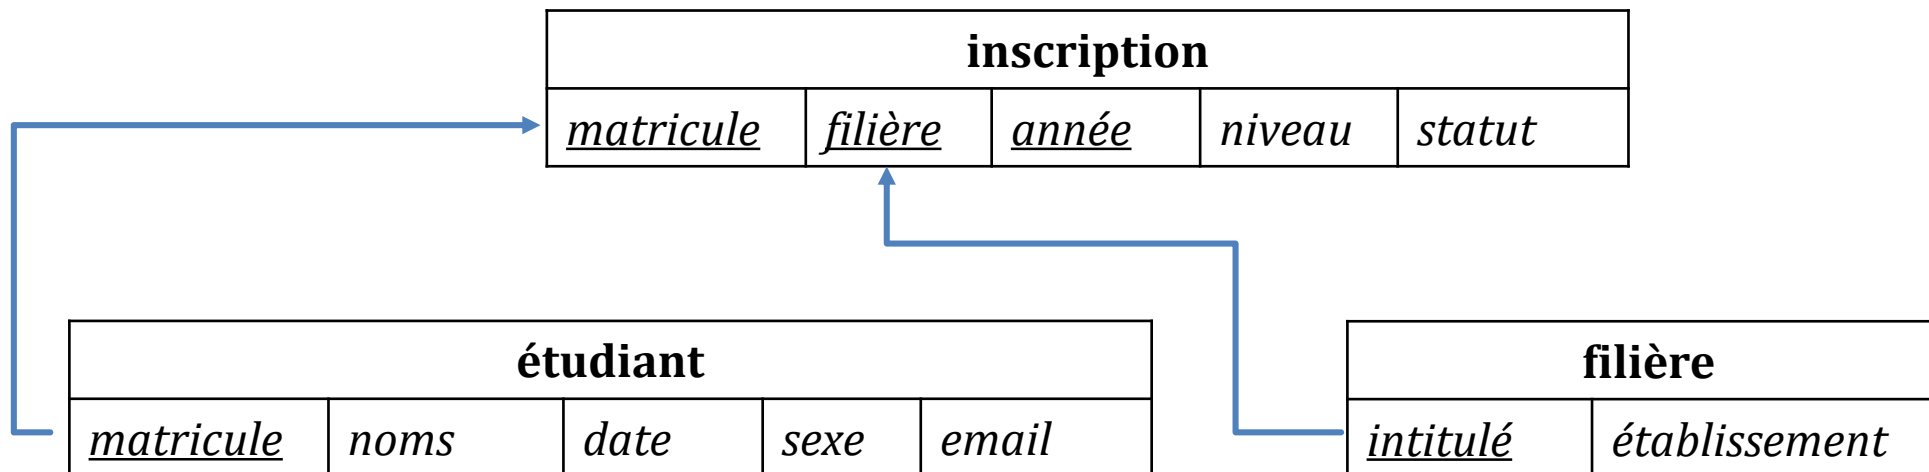 inscription
matricule filière année niveau statut
étudiant
matricule noms date sexe email
filière
intitulé établissement